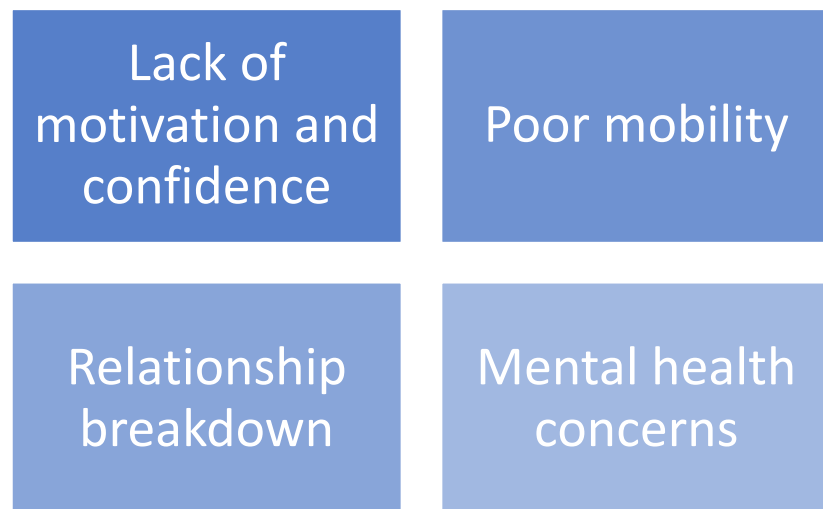 Lack of
motivation and
confidence
Poor mobility
Relationship
breakdown
Mental health
concerns